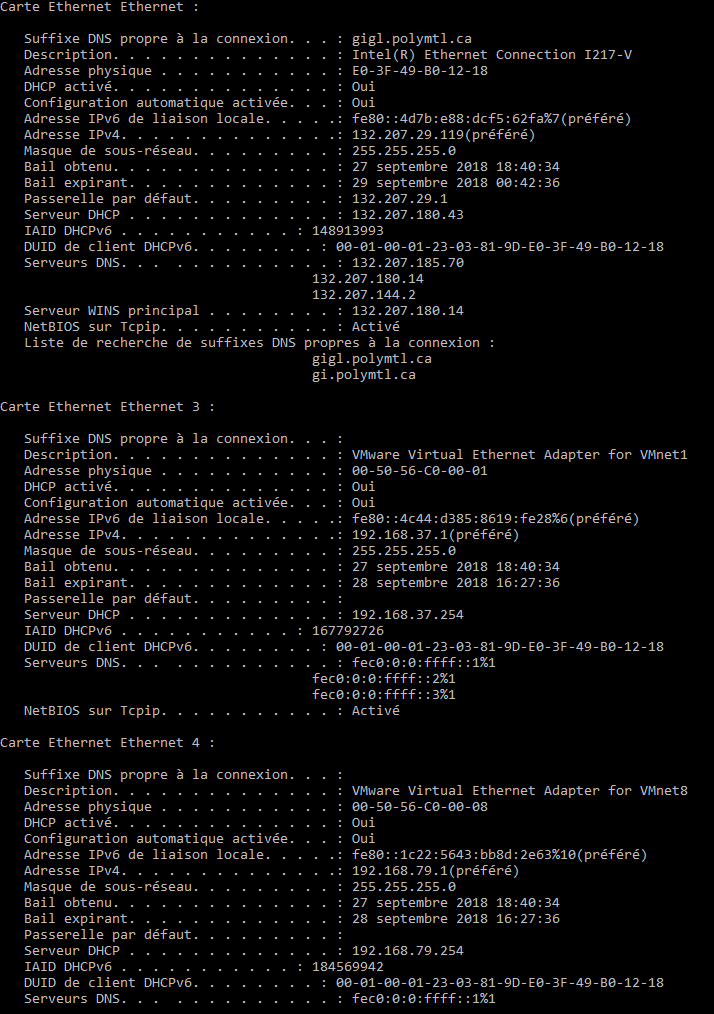 Carte Ethernet Ethernet :
Suffixe DNS propre à la connexion. . . : gigl.polymtl.ca
Description. . . . . . . . . . . . . . : Intel(R) Ethernet Connection I217-V
Adresse physique . . . . . . . . . . . : E0-3F-49-B0-12-18
DHCP activé. . . . . . . . . . . . . . : Oui
Configuration automatique activée. . . : Oui
Adresse IPv6 de liaison locale. . . . .: fe80::4d7b:e88:dcf5:62fa%7(préféré)
Adresse IPv4. . . . . . . . . . . . . .: 132.207.29.119(préféré)
Masque de sous-réseau. . . . . . . . . : 255.255.255.0
Bail obtenu. . . . . . . . . . . . . . : 27 septembre 2018 18:40:34
Bail expirant. . . . . . . . . . . . . : 29 septembre 2018 00:42:36
Passerelle par défaut. . . . . . . . . : 132.207.29.1
Serveur DHCP . . . . . . . . . . . . . : 132.207.180.43
IAID DHCPv6 . . . . . . . . . . . : 148913993
DUID de client DHCPv6. . . . . . . . : 00-01-00-01-23-03-81-9D-E0-3F-49-B0-12-18
Serveurs DNS. . . . . . . . . . . . . : 132.207.185.70
132.207.180.14
132.207.144.2
Serveur WINS principal . . . . . . . . : 132.207.180.14
NetBIOS sur Tcpip. . . . . . . . . . . : Activé
Liste de recherche de suffixes DNS propres à la connexion :
gigl.polymtl.ca
gi.polymtl.ca
Carte Ethernet Ethernet 3 :
Suffixe DNS propre à la connexion. . . :
Description. . . . . . . . . . . . . . : VMware Virtual Ethernet Adapter for VMnet1
Adresse physique . . . . . . . . . . . : 00-50-56-C0-00-01
DHCP activé. . . . . . . . . . . . . . : Oui
Configuration automatique activée. . . : Oui
Adresse IPv6 de liaison locale. . . . .: fe80::4c44:d385:8619:fe28%6(préféré)
Adresse IPv4. . . . . . . . . . . . . .: 192.168.37.1(préféré)
Masque de sous-réseau. . . . . . . . . : 255.255.255.0
Bail obtenu. . . . . . . . . . . . . . : 27 septembre 2018 18:40:34
Bail expirant. . . . . . . . . . . . . : 28 septembre 2018 16:27:36
Passerelle par défaut. . . . . . . . . :
Serveur DHCP . . . . . . . . . . . . . : 192.168.37.254
IAID DHCPv6 . . . . . . . . . . . : 167792726
DUID de client DHCPv6. . . . . . . . : 00-01-00-01-23-03-81-9D-E0-3F-49-B0-12-18
Serveurs DNS. . . . . . . . . . . . . : fec0:0:0:ffff::1%1
fec0:0:0:ffff::2%1
fec0:0:0:ffff::3%1
NetBIOS sur Tcpip. . . . . . . . . . . : Activé
Carte Ethernet Ethernet 4 :
Suffixe DNS propre à la connexion. . . :
Description. . . . . . . . . . . . . . : VMware Virtual Ethernet Adapter for VMnet8
Adresse physique . . . . . . . . . . . : 00-50-56-C0-00-08
DHCP activé. . . . . . . . . . . . . . : Oui
Configuration automatique activée. . . : Oui
Adresse IPv6 de liaison locale. . . . .: fe80::1c22:5643:bb8d:2e63%10(préféré)
Adresse IPv4. . . . . . . . . . . . . .: 192.168.79.1(préféré)
Masque de sous-réseau. . . . . . . . . : 255.255.255.0
Bail obtenu. . . . . . . . . . . . . . : 27 septembre 2018 18:40:34
Bail expirant. . . . . . . . . . . . . : 28 septembre 2018 16:27:36
Passerelle par défaut. . . . . . . . . :
Serveur DHCP . . . . . . . . . . . . . : 192.168.79.254
IAID DHCPv6 . . . . . . . . . . . : 184569942
DUID de client DHCPv6. . . . . . . . : 00-01-00-01-23-03-81-9D-E0-3F-49-B0-12-18
Serveurs DNS. . . . . . . . . . . . . : fec0:0:0:ffff::1%1